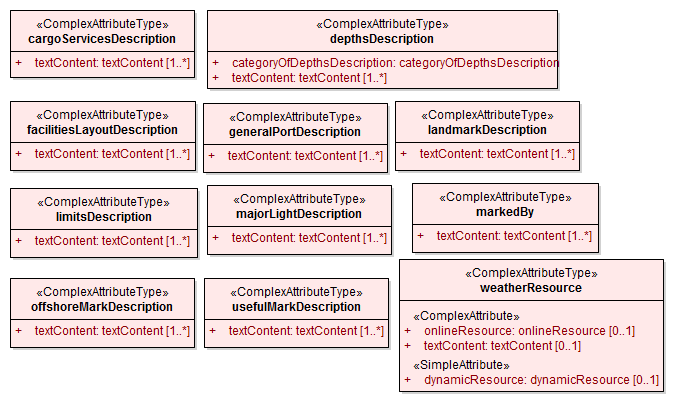 «ComplexAttributeType»
cargoServicesDescription
+ textContent: textContent [1..*]
«ComplexAttributeType»
depthsDescription
+ categoryOfDepthsDescription: categoryOfDepthsDescription
+ textContent: textContent [1..*]
«ComplexAttributeType»
facilitiesLayoutDescription
+ textContent: textContent [1..*]
«ComplexAttributeType»
generalPortDescription
+ textContent: textContent [1..*]
«ComplexAttributeType»
landmarkDescription
+ textContent: textContent [1..*]
«ComplexAttributeType»
limitsDescription
+ textContent: textContent [1..*]
«ComplexAttributeType»
majorLightDescription
+ textContent: textContent [1..*]
«ComplexAttributeType»
markedBy
+ textContent: textContent [1..*]
«ComplexAttributeType»
offshoreMarkDescription
+ textContent: textContent [1..*]
«ComplexAttributeType»
usefulMarkDescription
+ textContent: textContent [1..*]
«ComplexAttributeType»
weatherResource
«ComplexAttribute»
+ onlineResource: onlineResource [0..1]
+ textContent: textContent [0..1]
«SimpleAttribute»
+ dynamicResource: dynamicResource [0..1]